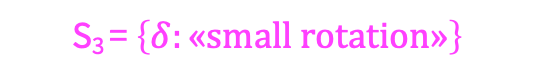 S₃ = {δ: «small rotation»}